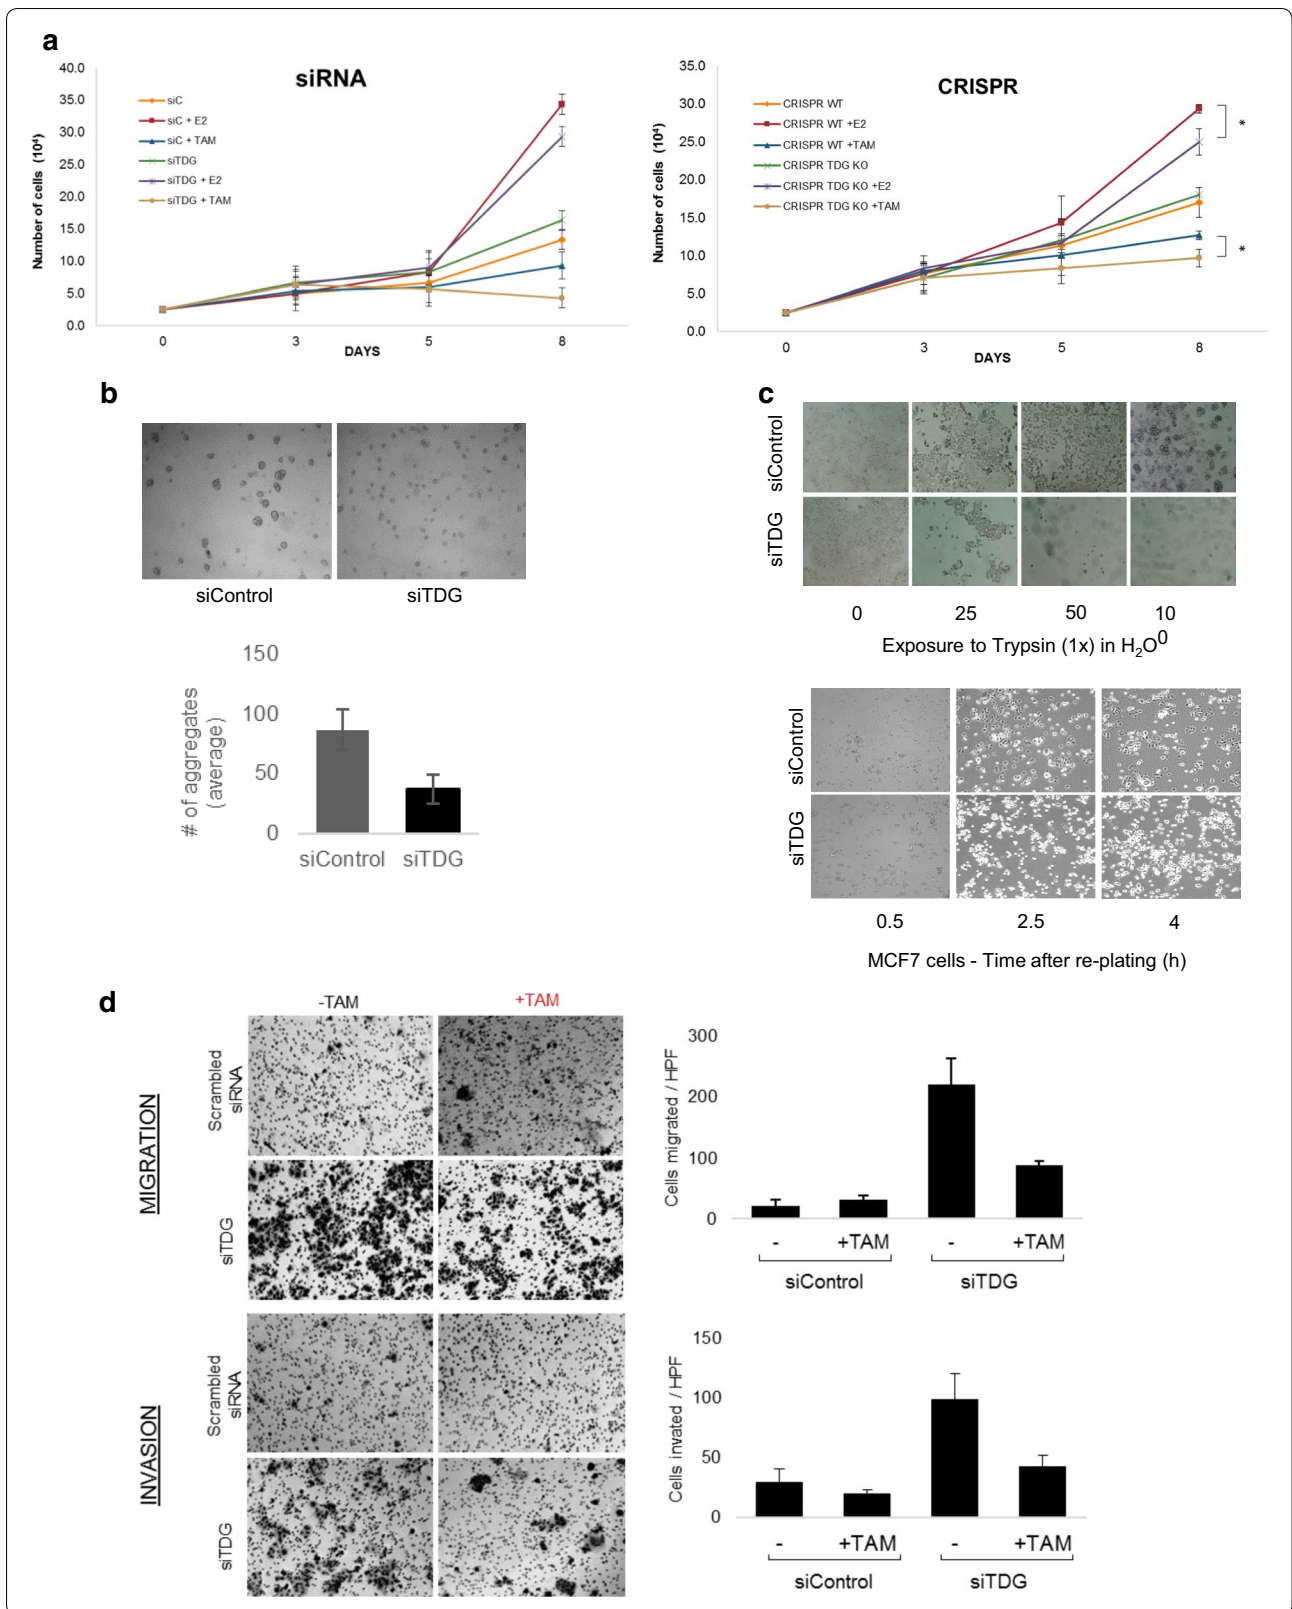 a
siRNA
40.0
35.0
30.0
25.0
20.0
15.0
10.0
5.0
0.0
Number of cells (10⁴)
siC
siC + E2
siC + TAM
siTDG
siTDG + E2
siTDG + TAM
0 3 5 8
DAYS
CRISPR
35.0
30.0
25.0
20.0
15.0
10.0
5.0
0.0
Number of cells (10⁴)
CRISPR WT
CRISPR WT +E2
CRISPR WT +TAM
CRISPR TDG KO
CRISPR TDG KO +E2
CRISPR TDG KO +TAM
*
*
0 3 5 8
DAYS
b
siControl siTDG
150
100
50
0
# of aggregates
(average)
siControl siTDG
c
siControl
siTDG
0 25 50 10
Exposure to Trypsin (1x) in H₂O0
siControl
siTDG
0.5 2.5 4
MCF7 cells - Time after re-plating (h)
d
-TAM +TAM
MIGRATION
Scrambled
siRNA
siTDG
INVASION
Scrambled
siRNA
siTDG
300
200
100
0
Cells migrated / HPF
- +TAM - +TAM
siControl siTDG
150
100
50
0
Cells invated / HPF
- +TAM - +TAM
siControl siTDG